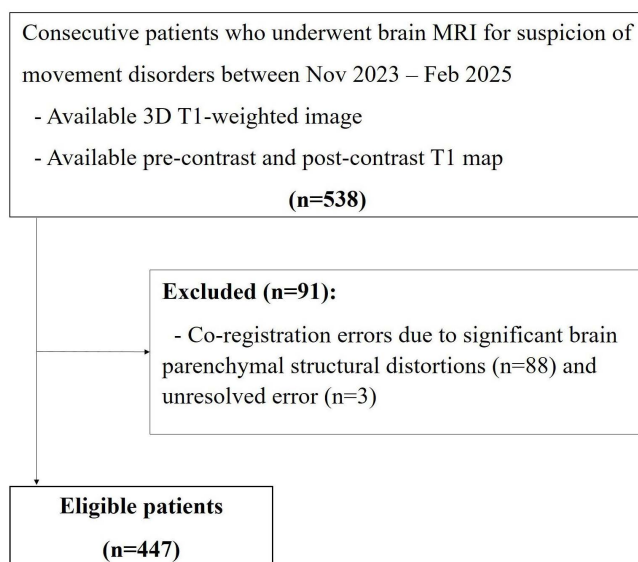 Consecutive patients who underwent brain MRI for suspicion of
movement disorders between Nov 2023 – Feb 2025
- Available 3D T1-weighted image
- Available pre-contrast and post-contrast T1 map
(n=538)
Excluded (n=91):
- Co-registration errors due to significant brain
parenchymal structural distortions (n=88) and
unresolved error (n=3)
Eligible patients
(n=447)